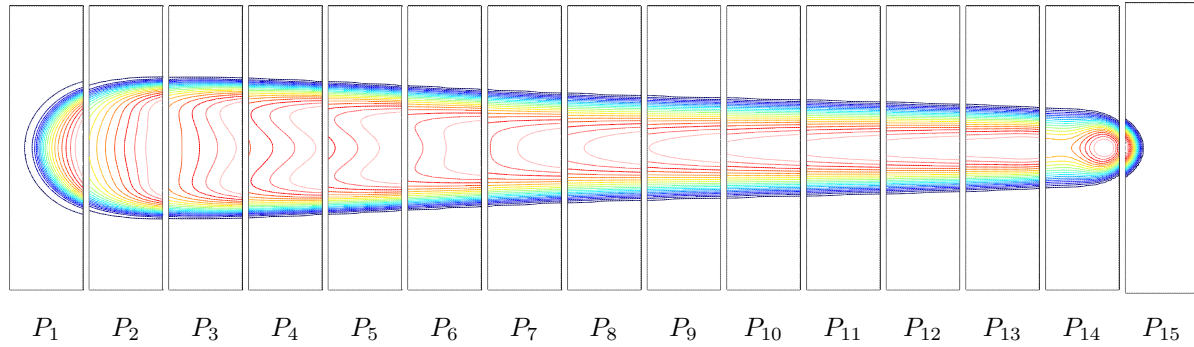 P₁ P₂ P₃ P₄ P₅ P₆ P₇ P₈ P₉ P₁₀ P₁₁ P₁₂ P₁₃ P₁₄ P₁₅